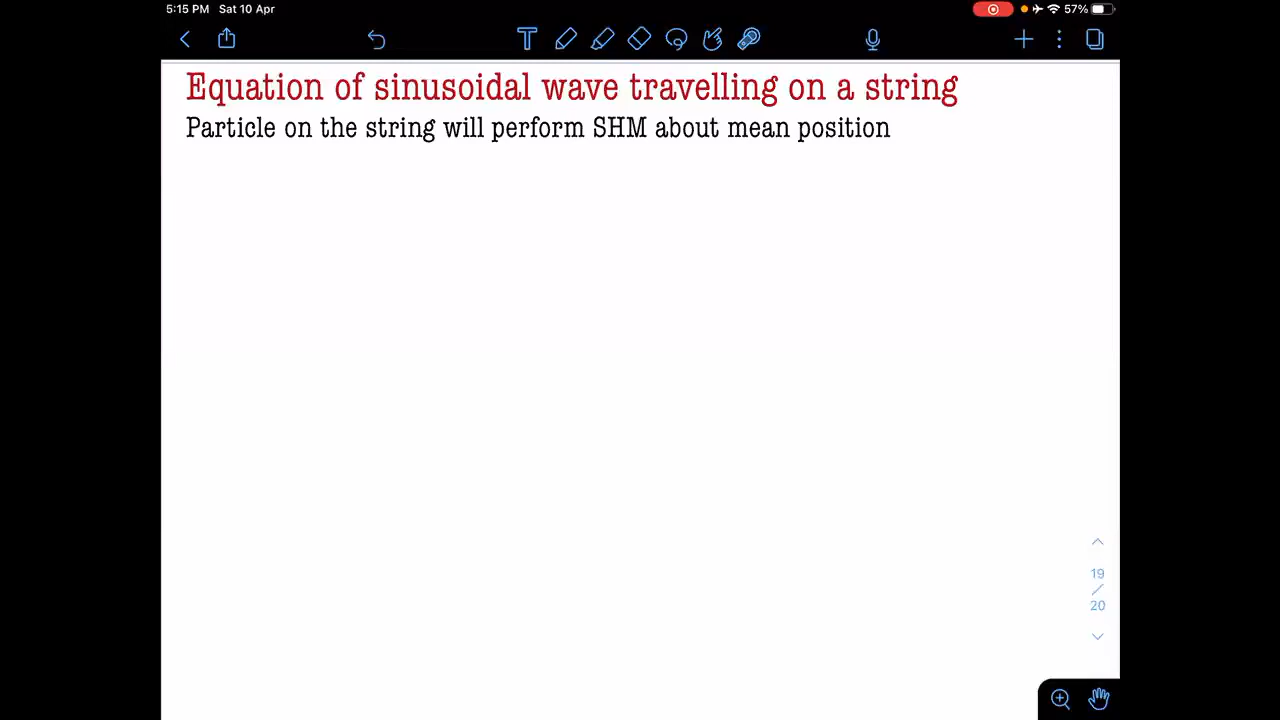 5:15 PM Sat 10 Apr 57%
Equation of sinusoidal wave travelling on a string
Particle on the string will perform SHM about mean position
19
/
20